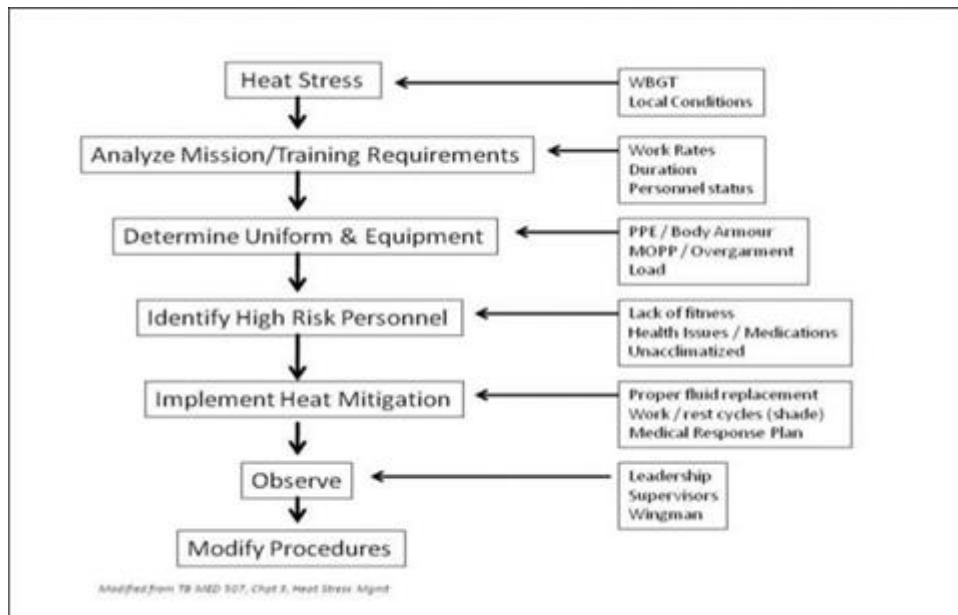 Heat Stress
WBGT
Local Conditions
Analyze Mission/Training Requirements
Work Rates
Duration
Personnel status
Determine Uniform & Equipment
PPE / Body Armour
MOPP / Overgarment
Load
Identify High Risk Personnel
Lack of fitness
Health Issues / Medications
Unacclimatized
Implement Heat Mitigation
Proper fluid replacement
Work / rest cycles (shade)
Medical Response Plan
Observe
Leadership
Supervisors
Wingman
Modify Procedures
Modified from TB MED 507, Chpt 3, Heat Stress Mgmt